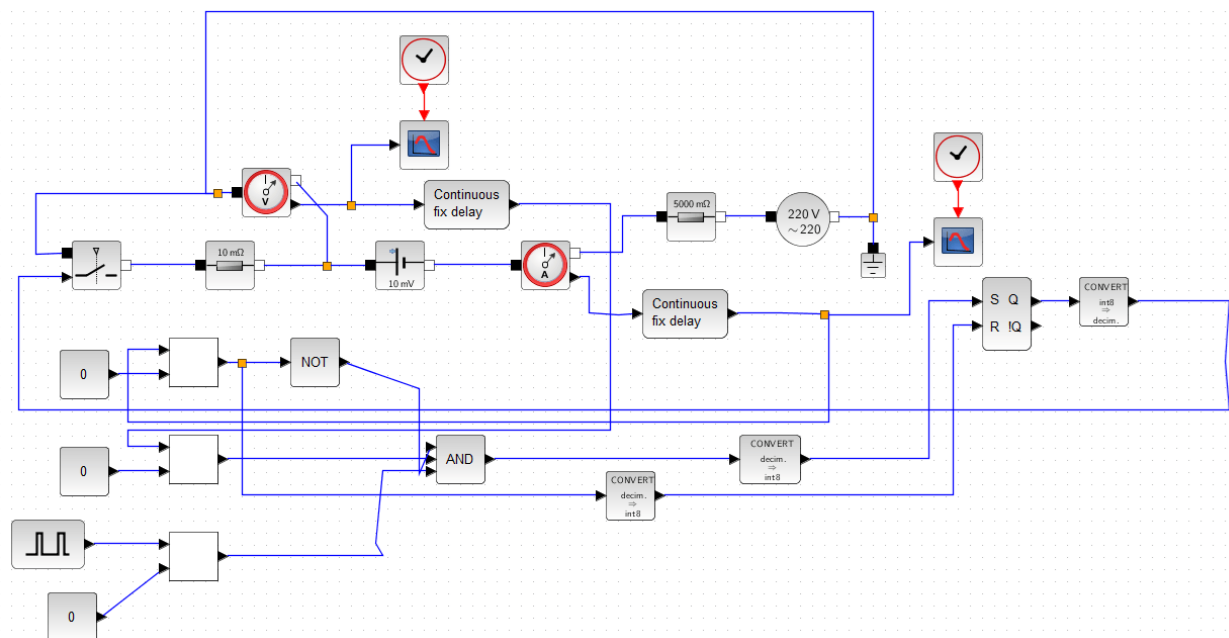 I
V
Continuous
fix delay
5000 mΩ
220 V
~220
10 mΩ
10 mV
I
A
Continuous
fix delay
S Q
R !Q
CONVERT
int8
⇒
decim.
0
NOT
0
AND
CONVERT
decim.
⇒
int8
CONVERT
decim.
⇒
int8
0